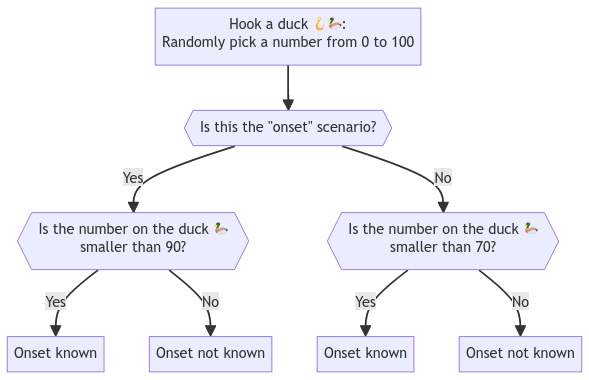 Hook a duck 🪝🦆:
Randomly pick a number from 0 to 100
Is this the "onset" scenario?
Yes
No
Is the number on the duck 🦆
smaller than 90?
Is the number on the duck 🦆
smaller than 70?
Yes
No
Yes
No
Onset known
Onset not known
Onset known
Onset not known